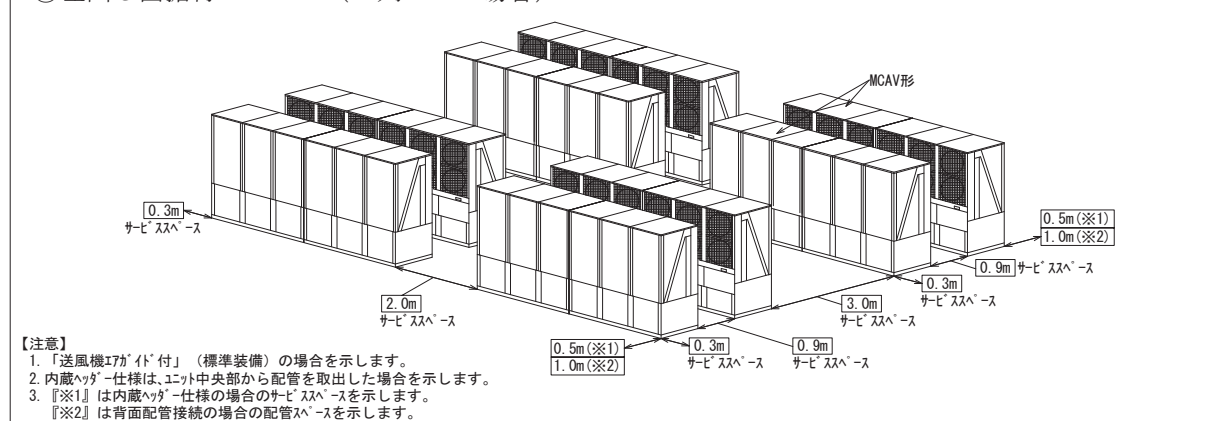 MCAV形
0.3m
ｻｰﾋﾞｽｽﾍﾟｰｽ
0.5m(※1)
1.0m(※2)
0.9m ｻｰﾋﾞｽｽﾍﾟｰｽ
0.3m
ｻｰﾋﾞｽｽﾍﾟｰｽ
2.0m
ｻｰﾋﾞｽｽﾍﾟｰｽ
3.0m
ｻｰﾋﾞｽｽﾍﾟｰｽ
0.5m(※1)
1.0m(※2)
0.3m
ｻｰﾋﾞｽｽﾍﾟｰｽ
0.9m
ｻｰﾋﾞｽｽﾍﾟｰｽ
【注意】
1. 「送風機ｴｱｶﾞｲﾄﾞ付」（標準装備）の場合を示します。
2. 内蔵ﾍｯﾀﾞｰ仕様は、ﾕﾆｯﾄ中央部から配管を取出した場合を示します。
3. 『※1』は内蔵ﾍｯﾀﾞｰ仕様の場合のｻｰﾋﾞｽｽﾍﾟｰｽを示します。
『※2』は背面配管接続の場合の配管ｽﾍﾟｰｽを示します。